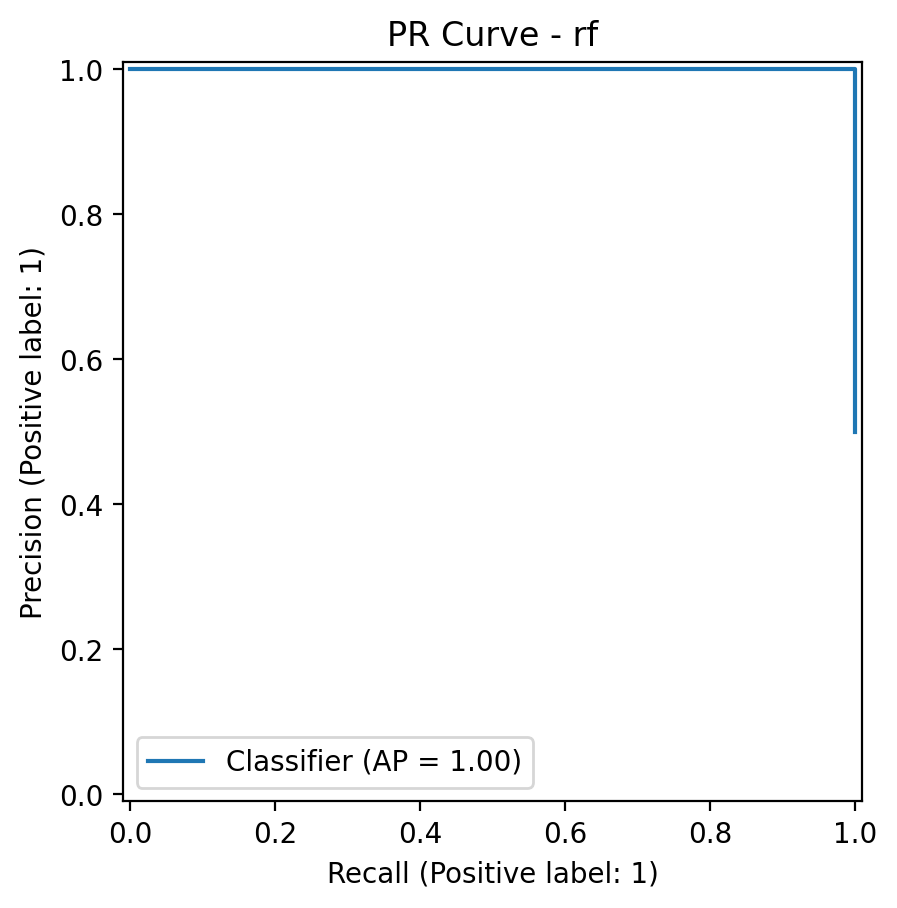 PR Curve - rf
1.0
0.8
0.6
0.4
0.2
0.0
Precision (Positive label: 1)
Classifier (AP = 1.00)
0.0 0.2 0.4 0.6 0.8 1.0
Recall (Positive label: 1)